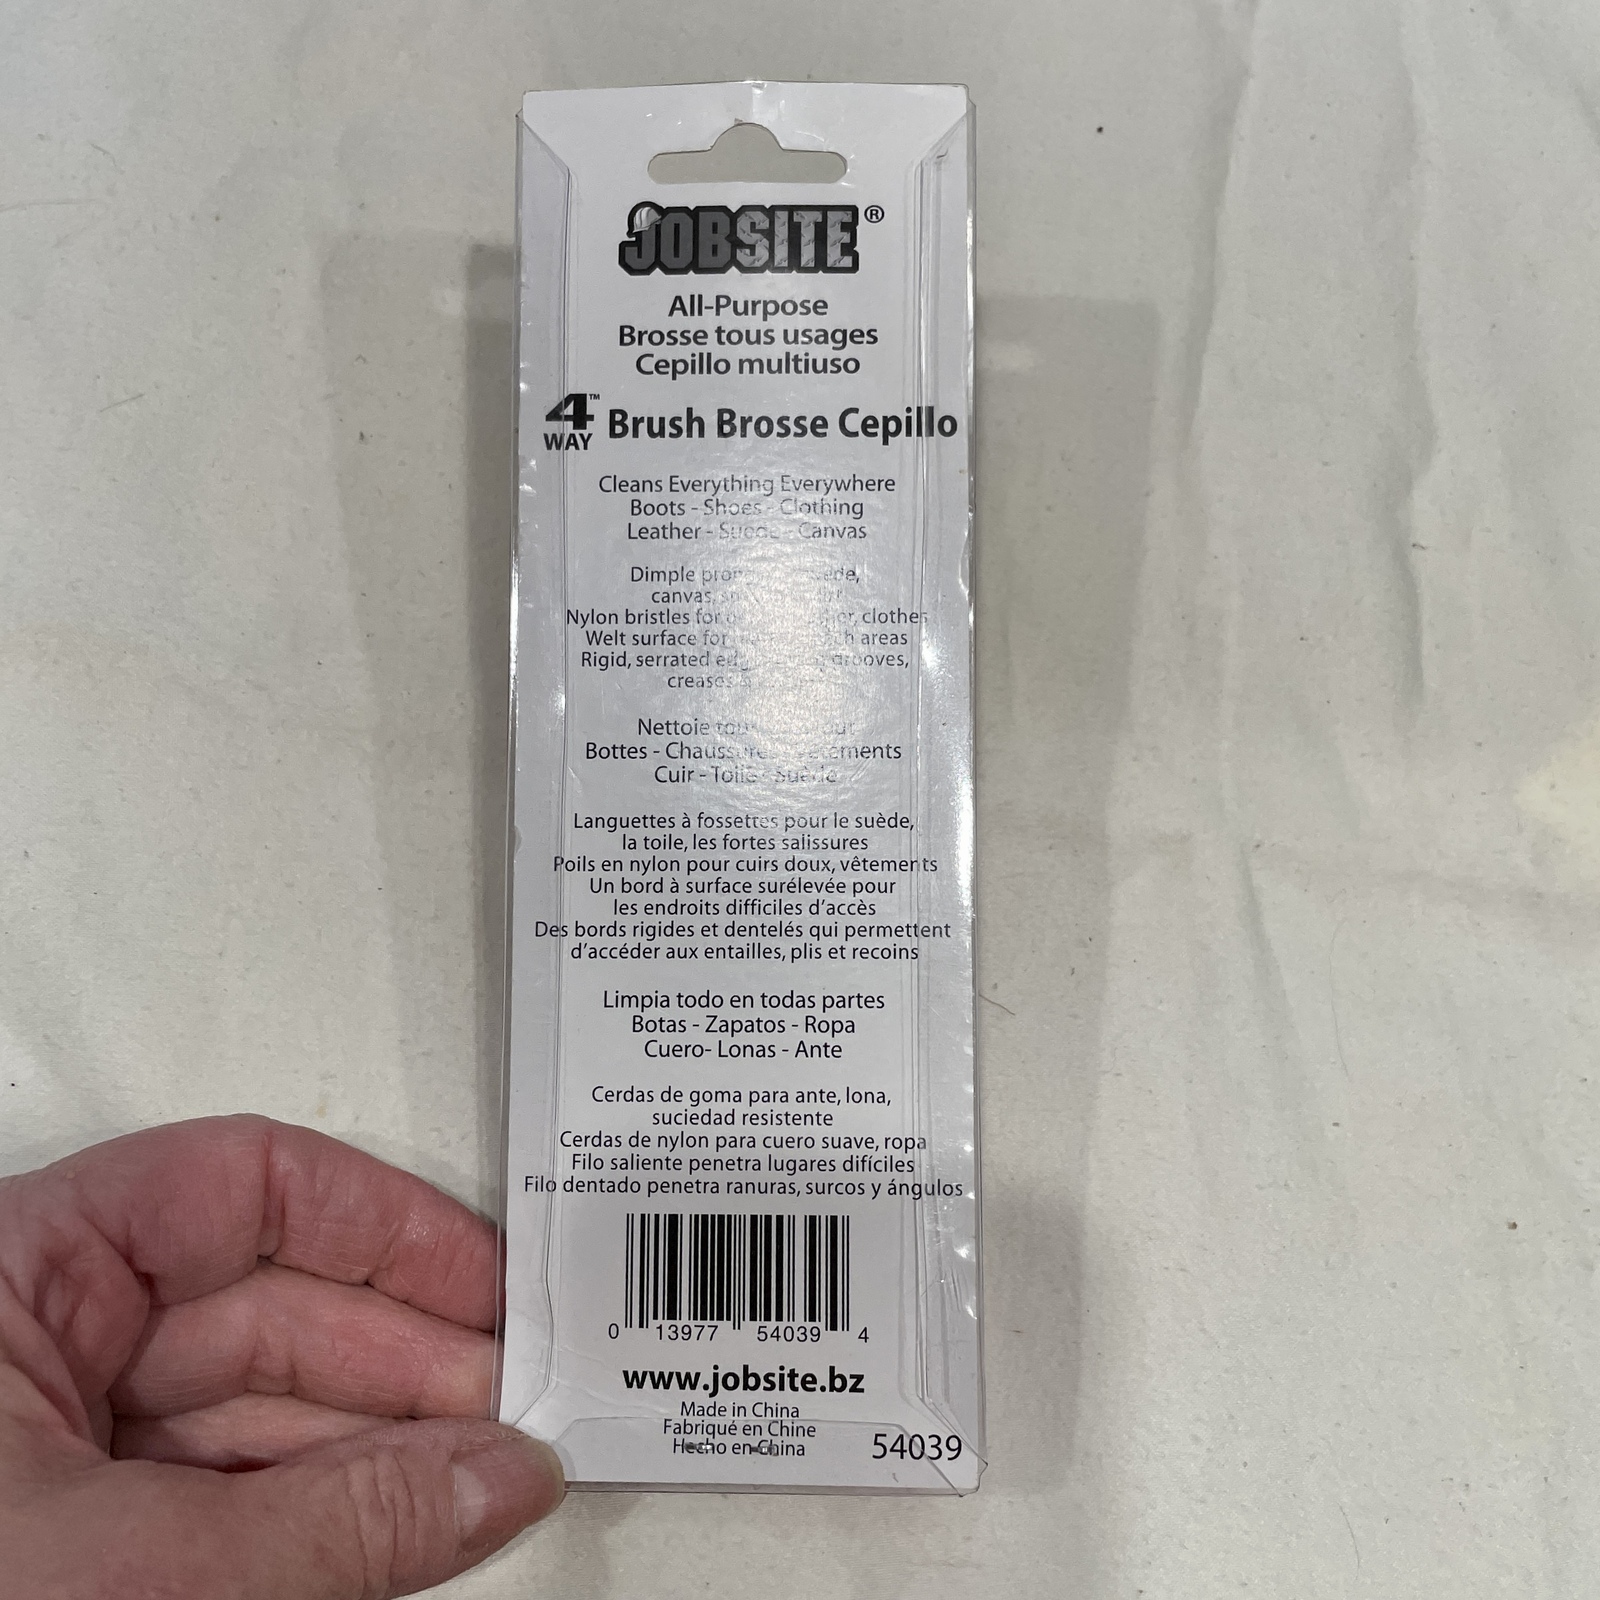 JOBSITE®
All-Purpose
Brosse tous usages
Cepillo multiuso
4™ WAY Brush Brosse Cepillo
Cleans Everything Everywhere
Boots - Shoes - Clothing
Leather - Suede - Canvas
Dimple
canvas,
Nylon bristles for clothes
Welt surface for areas
Rigid, serrated grooves,
creases
Nettoie
Bottes - Chaussures - Vêtements
Cuir - Toile - Suède
Languettes à fossettes pour le suède,
la toile, les fortes salissures
Poils en nylon pour cuirs doux, vêtements
Un bord à surface surélevée pour
les endroits difficiles d'accès
Des bords rigides et dentelés qui permettent
d'accéder aux entailles, plis et recoins
Limpia todo en todas partes
Botas - Zapatos - Ropa
Cuero- Lonas - Ante
Cerdas de goma para ante, lona,
suciedad resistente
Cerdas de nylon para cuero suave, ropa
Filo saliente penetra lugares difíciles
Filo dentado penetra ranuras, surcos y ángulos
0 13977 54039 4
www.jobsite.bz
Made in China
Fabriqué en Chine
Hecho en China
54039